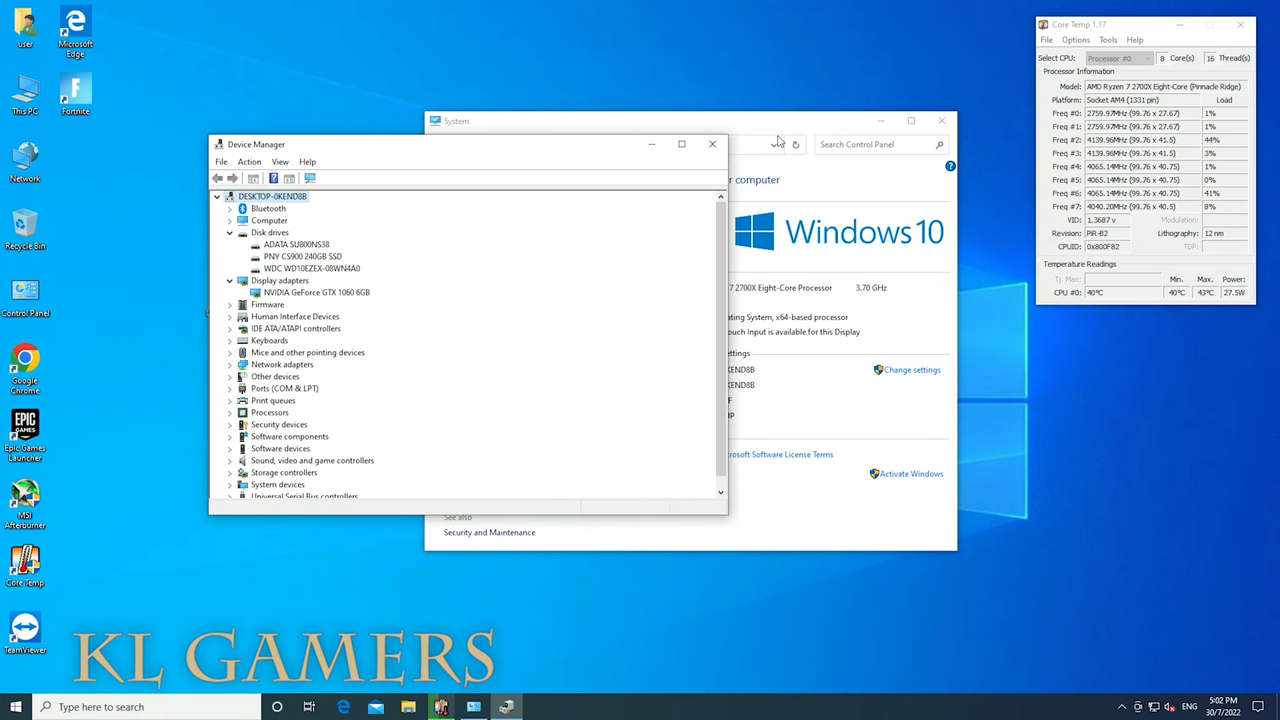 user
Microsoft
Edge
This PC
Fortnite
Network
Recycle Bin
Control Panel
Google
Chrome
Epic Games
Launcher
MSI
Afterburner
Core Temp
TeamViewer
EPIC
GAMES
KL GAMERS
Device Manager
File Action View Help
DESKTOP-0KEND8B
Bluetooth
Computer
Disk drives
ADATA SU800NS38
PNY CS900 240GB SSD
WDC WD10EZEX-08WN4A0
Display adapters
NVIDIA GeForce GTX 1060 6GB
Firmware
Human Interface Devices
IDE ATA/ATAPI controllers
Keyboards
Mice and other pointing devices
Network adapters
Other devices
Ports (COM & LPT)
Print queues
Processors
Security devices
Software components
Software devices
Sound, video and game controllers
Storage controllers
System devices
Universal Serial Bus controllers
System
Search Control Panel
r computer
Windows 10
7 2700X Eight-Core Processor 3.70 GHz
ating System, x64-based processor
ouch Input is available for this Display
ettings
KEND8B
Change settings
KEND8B
F
gp
rosoft Software License Terms
Activate Windows
See also
Security and Maintenance
Core Temp 1.17
File Options Tools Help
Select CPU: Processor #0 8 Core(s) 16 Thread(s)
Processor Information
Model: AMD Ryzen 7 2700X Eight-Core (Pinnacle Ridge)
Platform: Socket AM4 (1331 pin) Load
Freq #0: 2759.97MHz (99.76 x 27.67) 1%
Freq #1: 2759.97MHz (99.76 x 27.67) 1%
Freq #2: 4139.96MHz (99.76 x 41.5) 44%
Freq #3: 4139.96MHz (99.76 x 41.5) 3%
Freq #4: 4065.14MHz (99.76 x 40.75) 1%
Freq #5: 4065.14MHz (99.76 x 40.75) 0%
Freq #6: 4065.14MHz (99.76 x 40.75) 41%
Freq #7: 4040.20MHz (99.76 x 40.5) 8%
VID: 1.3687 v Modulation:
Revision: PiR-B2 Lithography: 12 nm
CPUID: 0x800F82 TDP:
Temperature Readings
Tj. Max: Min. Max. Power:
CPU #0: 40°C 40°C 43°C 27.5W
Type here to search
ENG
5:02 PM
30/7/2022